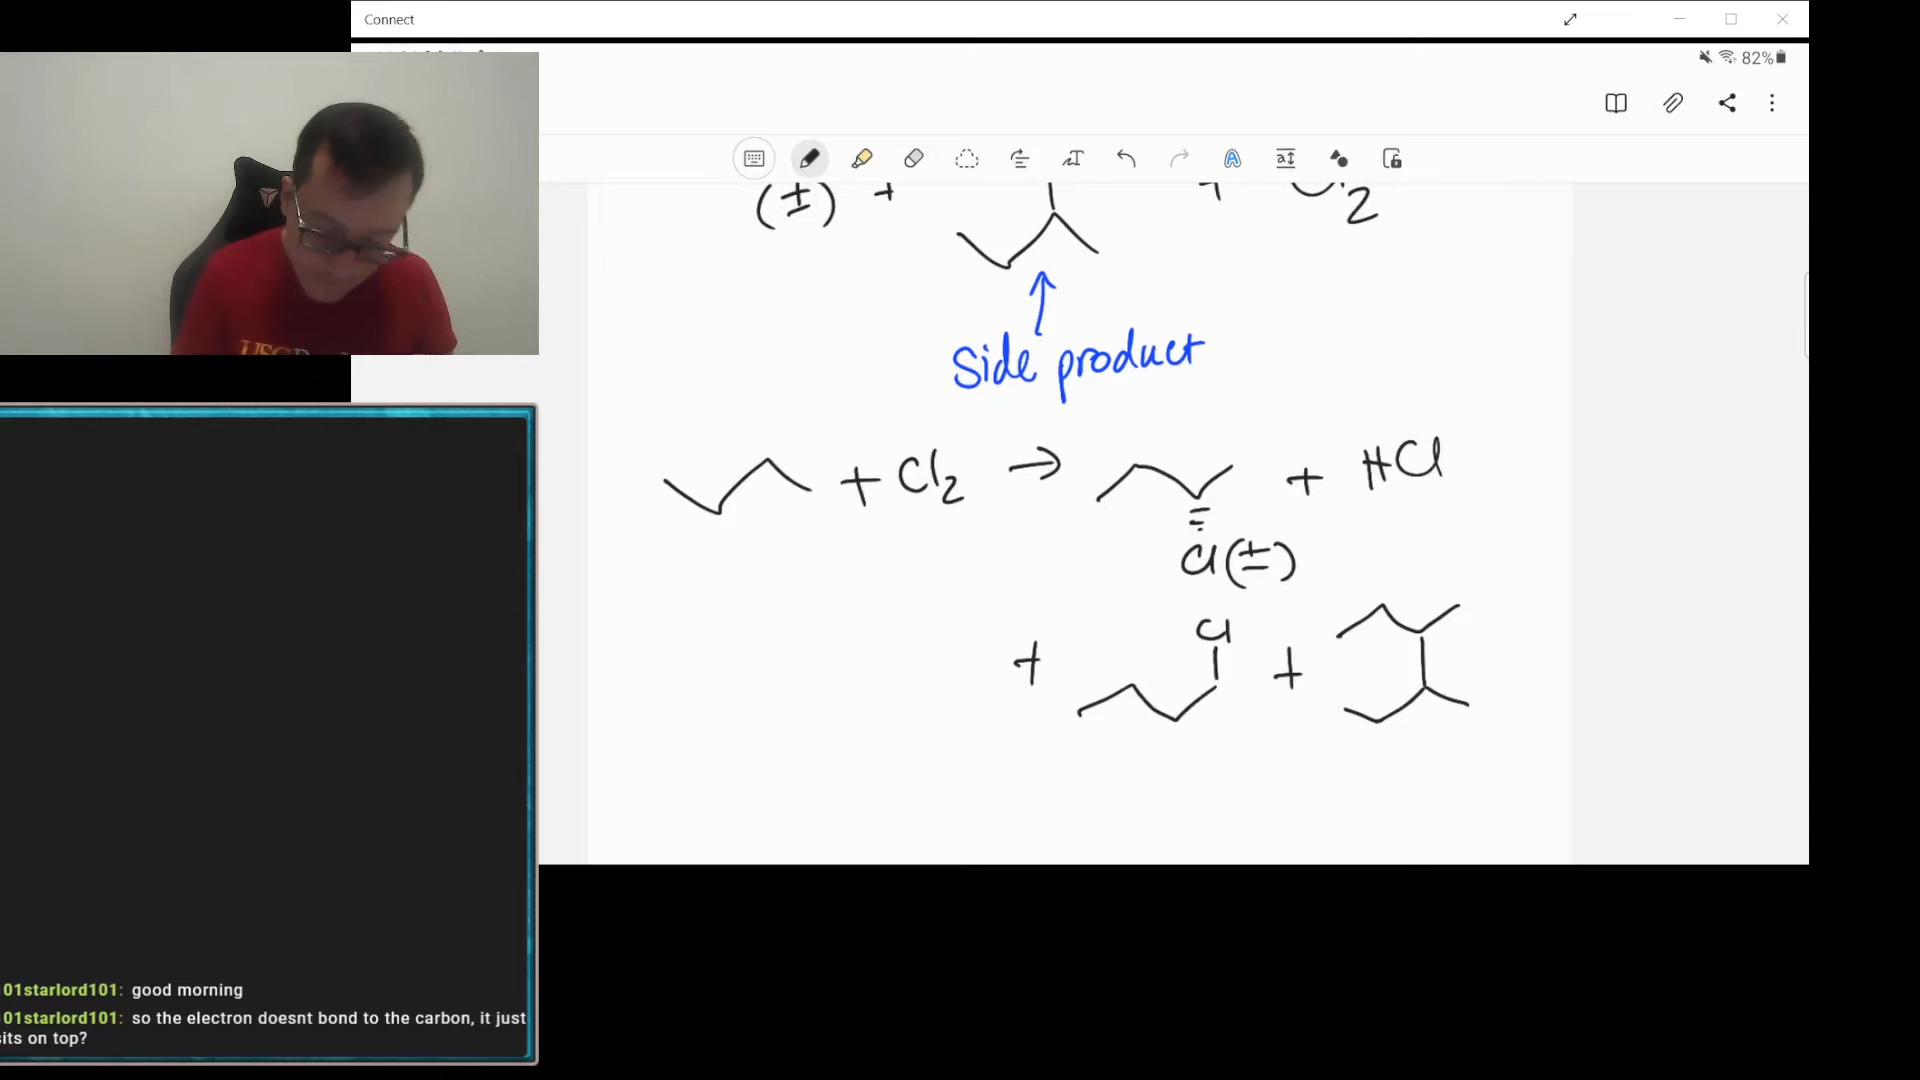 Connect
82%
(±) +
+
2
Side product
+ Cl2 → + HCl
Cl (±)
Cl
+ +
01starlord101: good morning
01starlord101: so the electron doesnt bond to the carbon, it just
sits on top?